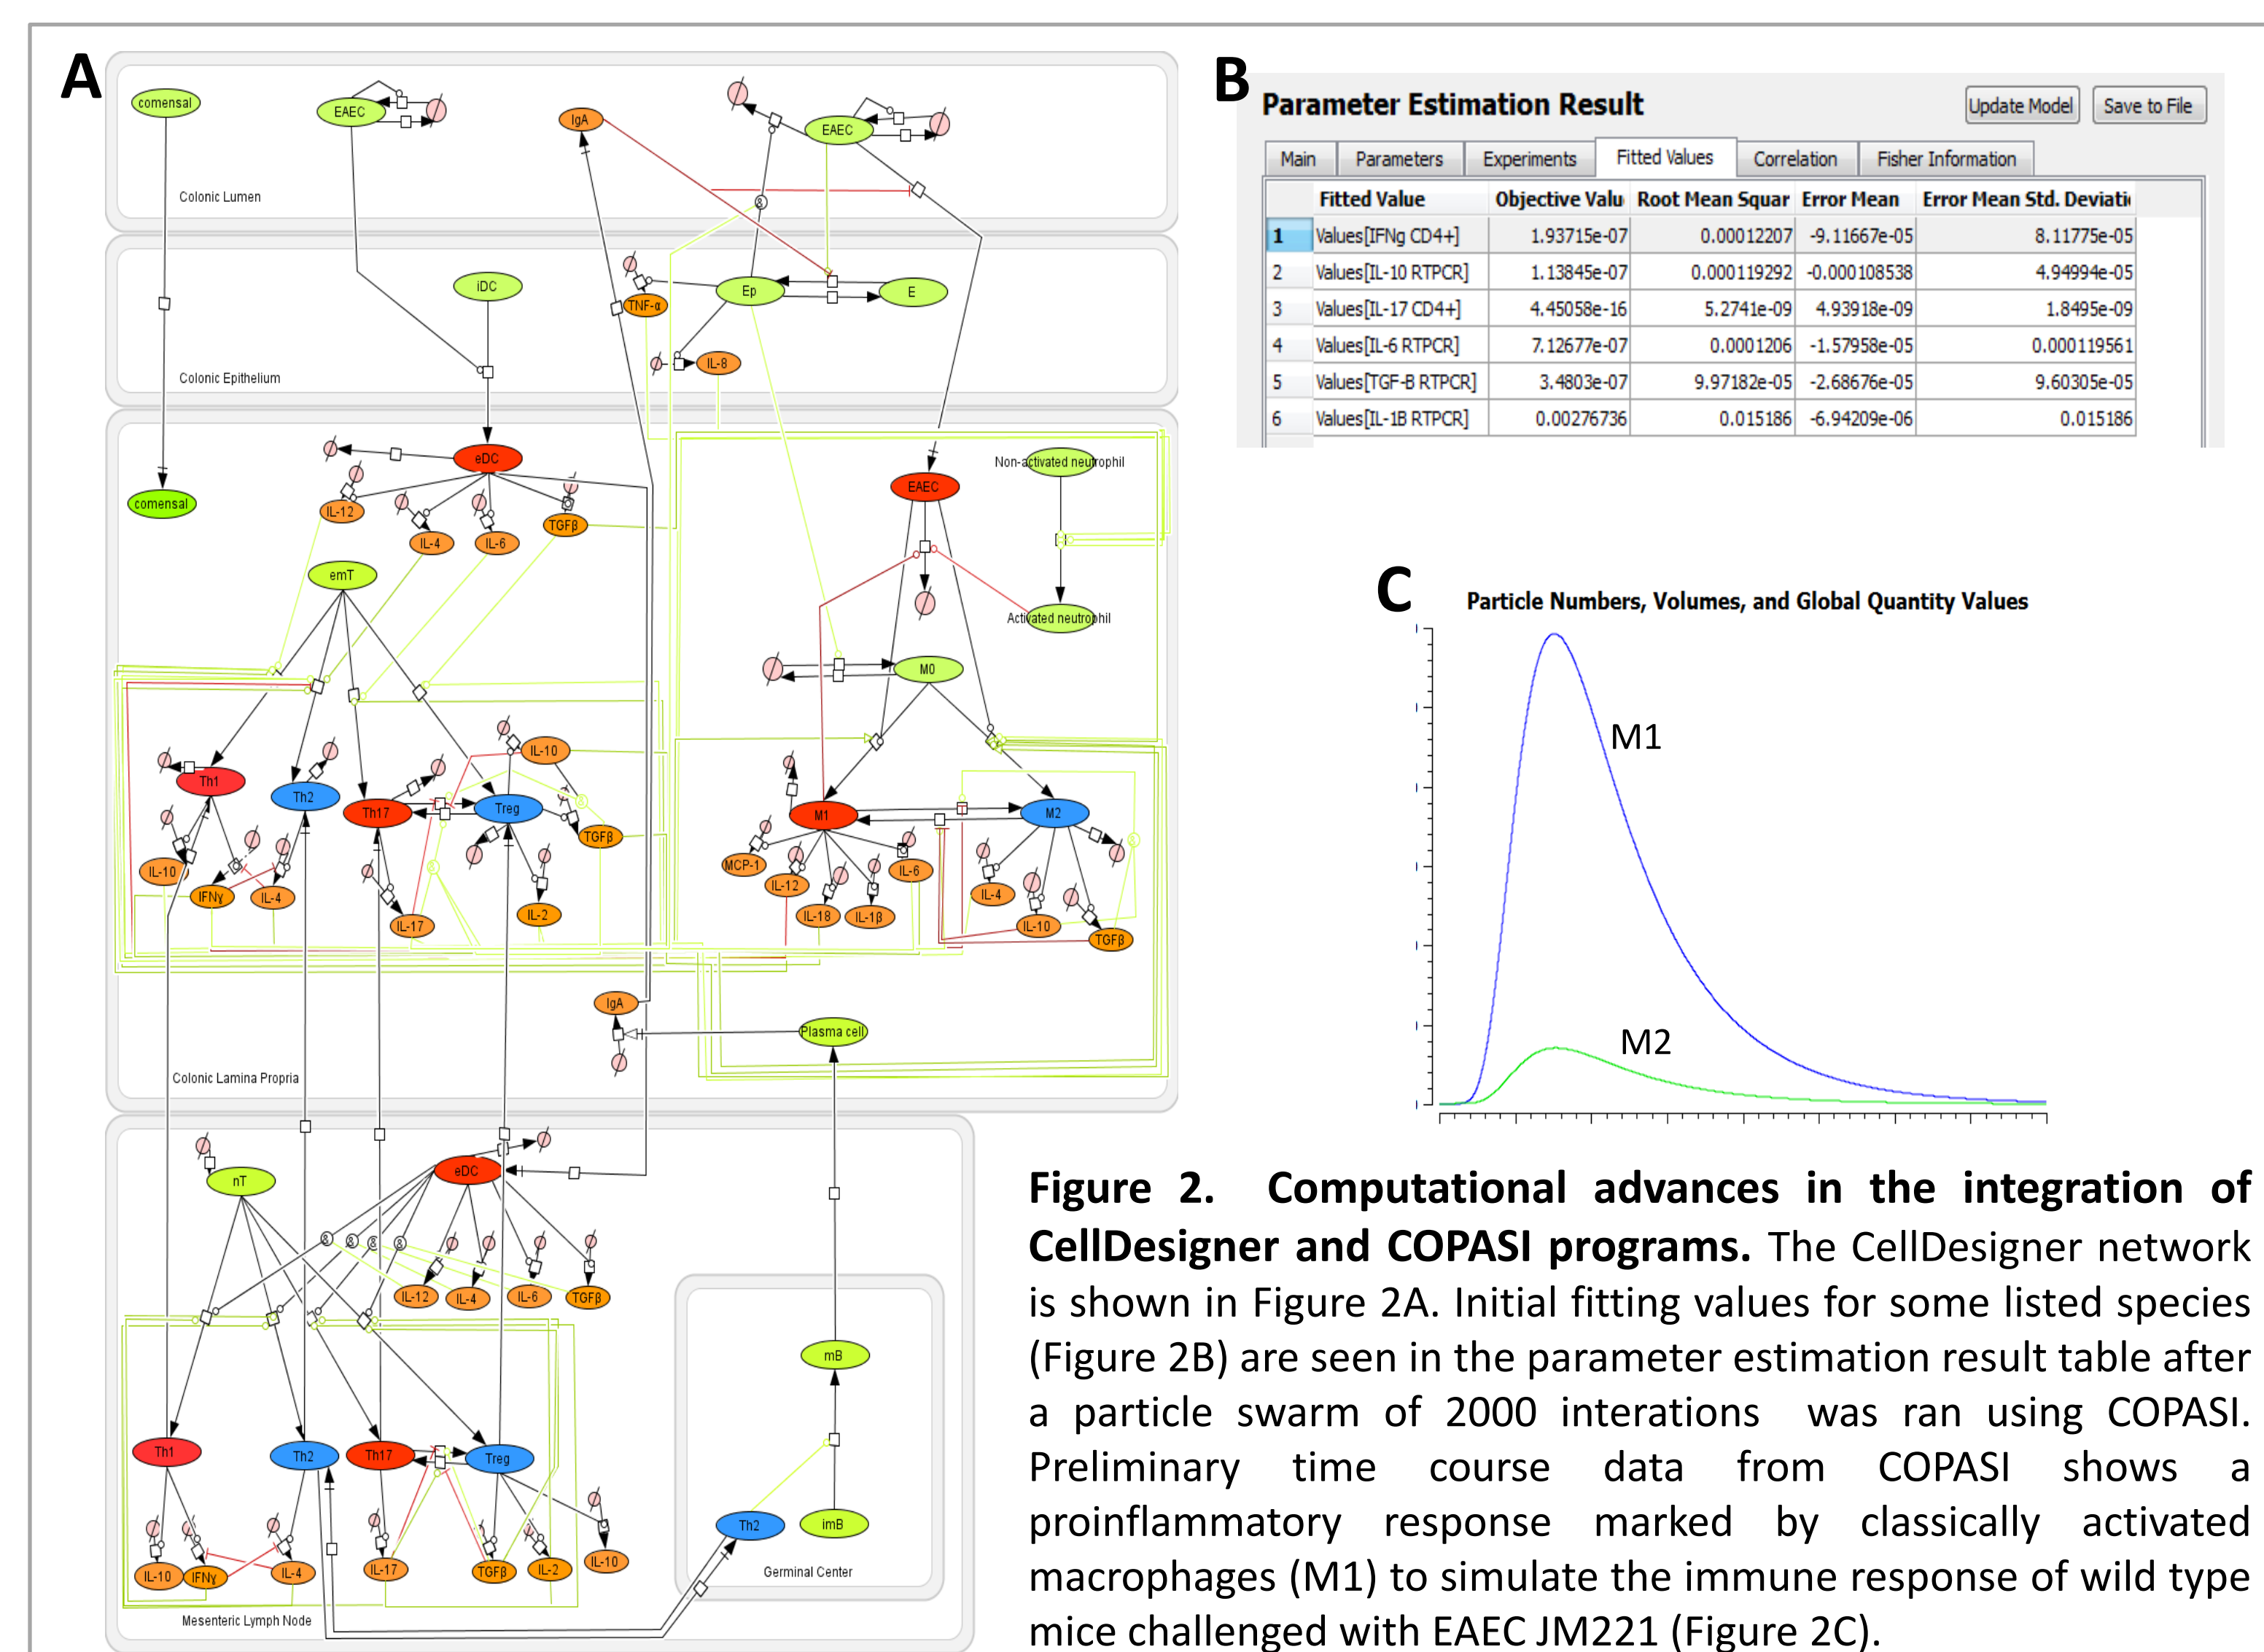 A
comensal
EAEC
IgA
EAEC
Colonic Lumen
iDC
TNF-α
Ep
E
IL-8
Colonic Epithelium
eDC
comensal
IL-12
IL-4
IL-6
TGFβ
Non-activated neutrophil
EAEC
emT
Activated neutrophil
M0
IL-10
Th1
Th2
Th17
Treg
TGFβ
M1
M2
MCP-1
IL-12
IL-18
IL-1β
IL-6
IL-4
IL-10
TGFβ
IL-10
IFNγ
IL-4
IL-17
IL-2
IgA
Plasma cell
Colonic Lamina Propria
nT
eDC
&
&
&
&
IL-12
IL-4
IL-6
TGFβ
mB
Th1
Th2
Th17
Treg
Th2
imB
IL-10
IFNγ
IL-4
IL-17
TGFβ
IL-2
IL-10
Germinal Center
Mesenteric Lymph Node
B
Parameter Estimation Result
Update Model Save to File
Main Parameters Experiments Fitted Values Correlation Fisher Information
Fitted Value Objective Valu Root Mean Squar Error Mean Error Mean Std. Deviati
1 Values[IFNg CD4+] 1.93715e-07 0.00012207 -9.11667e-05 8.11775e-05
2 Values[IL-10 RTPCR] 1.13845e-07 0.000119292 -0.000108538 4.94994e-05
3 Values[IL-17 CD4+] 4.45058e-16 5.2741e-09 4.93918e-09 1.8495e-09
4 Values[IL-6 RTPCR] 7.12677e-07 0.0001206 -1.57958e-05 0.000119561
5 Values[TGF-B RTPCR] 3.4803e-07 9.97182e-05 -2.68676e-05 9.60305e-05
6 Values[IL-1B RTPCR] 0.00276736 0.015186 -6.94209e-06 0.015186
C
Particle Numbers, Volumes, and Global Quantity Values
M1
M2
Figure 2. Computational advances in the integration of
CellDesigner and COPASI programs. The CellDesigner network
is shown in Figure 2A. Initial fitting values for some listed species
(Figure 2B) are seen in the parameter estimation result table after
a particle swarm of 2000 interations was ran using COPASI.
Preliminary time course data from COPASI shows a
proinflammatory response marked by classically activated
macrophages (M1) to simulate the immune response of wild type
mice challenged with EAEC JM221 (Figure 2C).